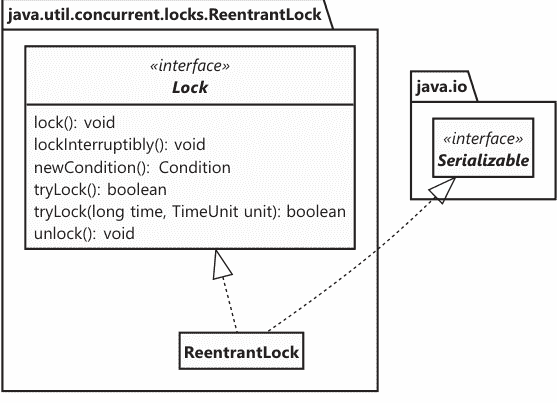 java.util.concurrent.locks.ReentrantLock
«interface»
Lock
lock(): void
lockInterruptibly(): void
newCondition(): Condition
tryLock(): boolean
tryLock(long time, TimeUnit unit): boolean
unlock(): void
java.io
«interface»
Serializable
ReentrantLock